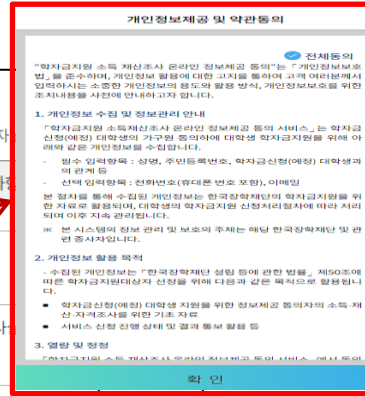 개인정보제공 및 약관동의
전체동의
"학자금지원 소득 재산조사 온라인 정보제공 동의"는 「개인정보보호
법」을 준수하며, 개인정보 활용에 대한 고지를 통하여 고객 여러분께서
입력하시는 소중한 개인정보의 용도와 활용 방식, 개인정보보호를 위한
조치내용을 사전에 안내하고자 합니다.
1. 개인정보 수집 및 정보관리 안내
「학자금지원 소득재산조사 온라인 정보제공 동의 서비스」는 학자금
신청(예정) 대학생의 가구원 동의하에 대학생 학자금지원을 위해 아
래와 같은 개인정보를 수집합니다.
- 필수 입력항목 : 성명, 주민등록번호, 학자금신청(예정) 대학생과
의 관계 등
- 선택 입력항목 : 전화번호(휴대폰 번호 포함), 이메일
본 절차를 통해 수집된 개인정보는 한국장학재단의 학자금지원을 위
한 자료로 활용되며, 대학생의 학자금지원 신청처리절차에 따라 처리
되며 이후 지속 관리됩니다.
※ 본 시스템의 정보 관리 및 보호의 주체는 해당 한국장학재단 및 관
련 종사자입니다.
2. 개인정보 활용 목적
- 수집된 개인정보는 「한국장학재단 설립 등에 관한 법률」 제50조에
따른 학자금지원대상자 선정을 위해 다음과 같은 목적으로 활용됩니
다.
■ 학자금신청(예정) 대학생 지원을 위한 정보제공 동의자의 소득·재
산·자격조사를 위한 기초 자료
■ 서비스 신청 진행 상태 및 결과 통보 활용 등
3. 열람 및 정정
확 인